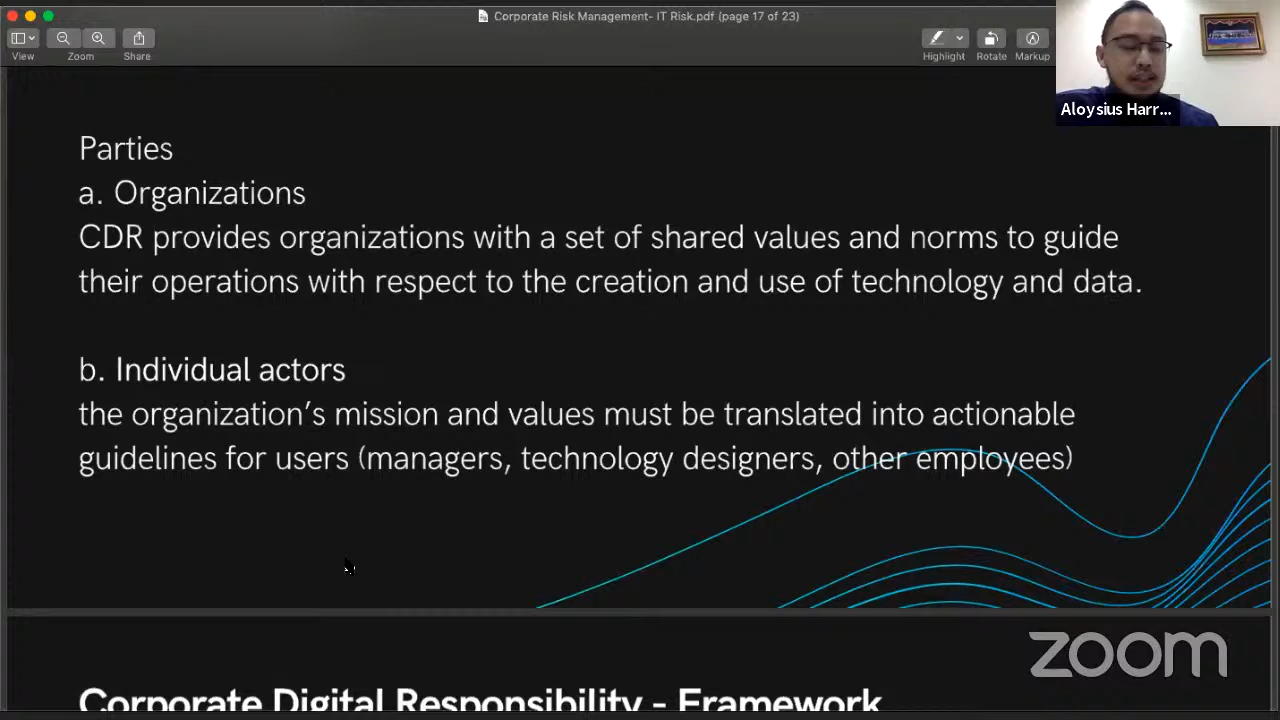 Corporate Risk Management- IT Risk.pdf (page 17 of 23)
View
Zoom
Share
Highlight
Rotate
Markup
Aloysius Harr...
Parties
a. Organizations
CDR provides organizations with a set of shared values and norms to guide
their operations with respect to the creation and use of technology and data.
b. Individual actors
the organization’s mission and values must be translated into actionable
guidelines for users (managers, technology designers, other employees)
zoom
Corporate Digital Responsibility - Framework